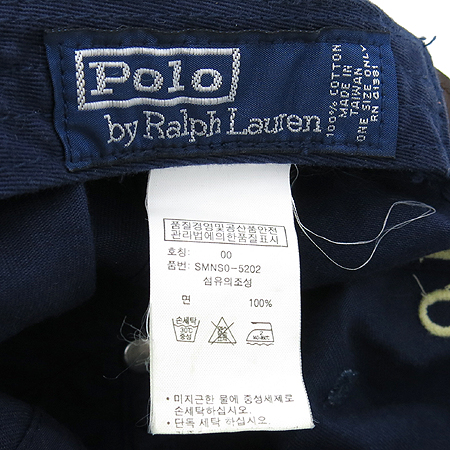 Polo
by Ralph Lauren
100% COTTON
MADE IN
TAIWAN
ONE SIZE ONLY
RN 41381
품질경영및공산품안전
관리법에의한품질표시
호칭: 00
품번: SMNS0-5202
섬유의조성
면 100%
손세탁
30℃
중성
• 미지근한 물에 중성세제로
손세탁하십시오.
• 단독 세탁 하십시오